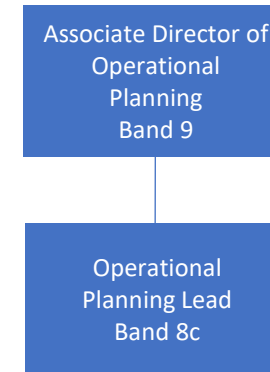 Associate Director of
Operational
Planning
Band 9
Operational
Planning Lead
Band 8c